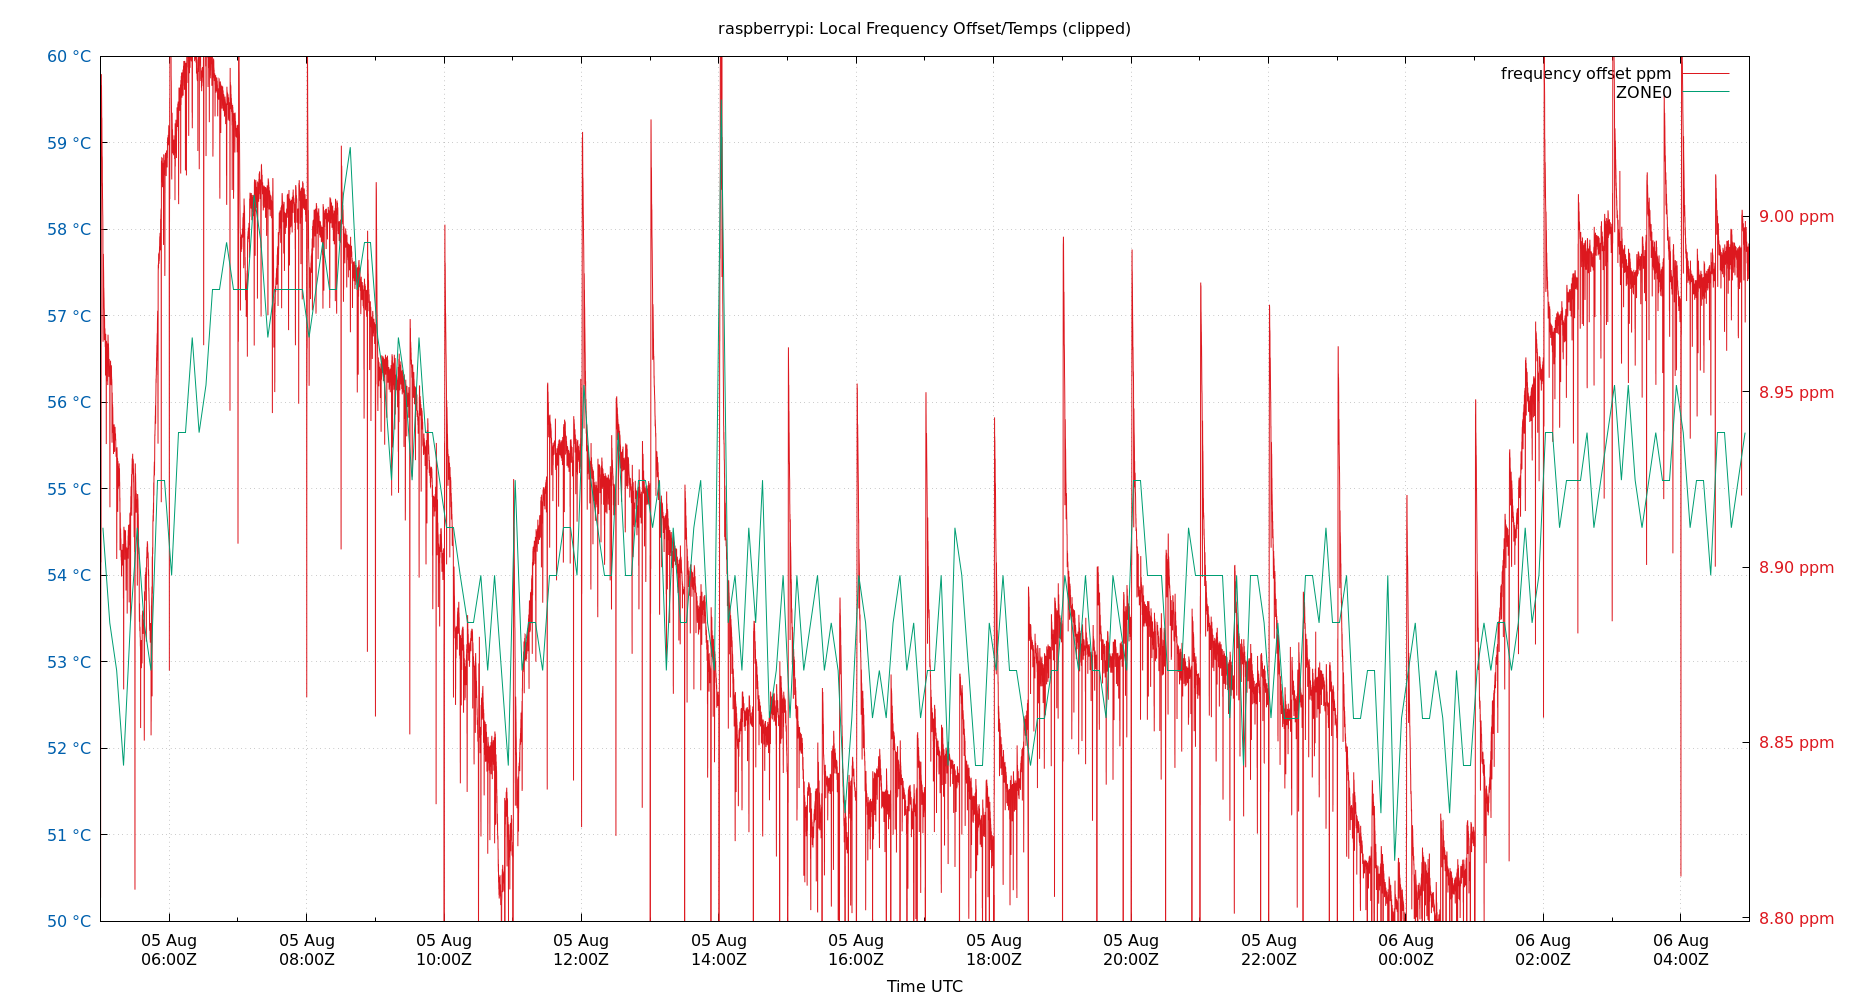 raspberrypi: Local Frequency Offset/Temps (clipped)
frequency offset ppm
ZONE0
60 °C
59 °C
58 °C
57 °C
56 °C
55 °C
54 °C
53 °C
52 °C
51 °C
50 °C
9.00 ppm
8.95 ppm
8.90 ppm
8.85 ppm
8.80 ppm
05 Aug 05 Aug 05 Aug 05 Aug 05 Aug 05 Aug 05 Aug 05 Aug 05 Aug 06 Aug 06 Aug 06 Aug
06:00Z 08:00Z 10:00Z 12:00Z 14:00Z 16:00Z 18:00Z 20:00Z 22:00Z 00:00Z 02:00Z 04:00Z
Time UTC